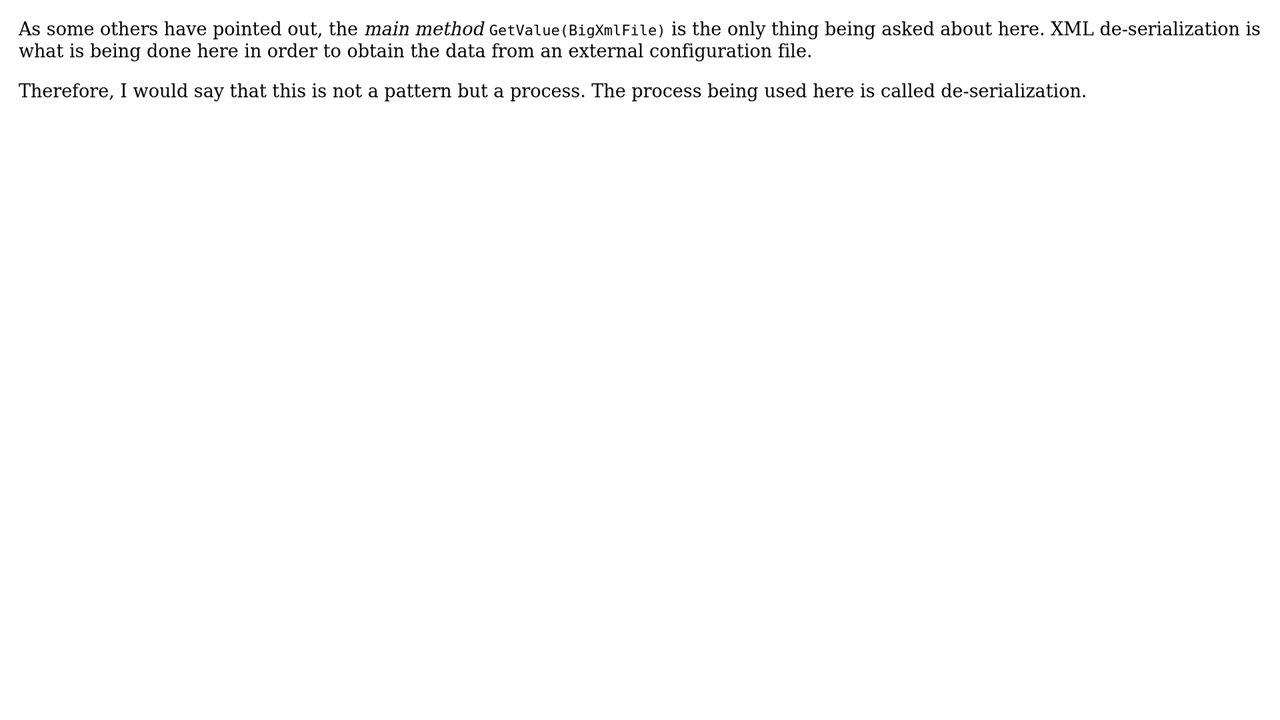 As some others have pointed out, the main method GetValue(BigXmlFile) is the only thing being asked about here. XML de-serialization is
what is being done here in order to obtain the data from an external configuration file.
Therefore, I would say that this is not a pattern but a process. The process being used here is called de-serialization.